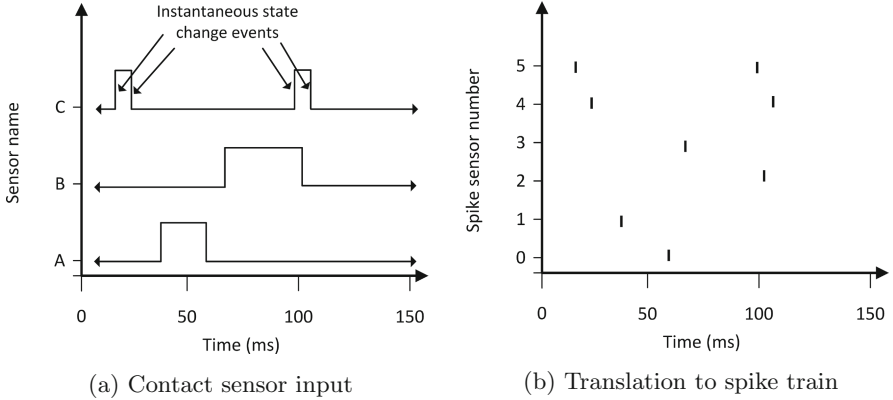 Instantaneous state
change events
Sensor name
C
B
A
0 50 100 150
Time (ms)
(a) Contact sensor input
Spike sensor number
5
4
3
2
1
0
0 50 100 150
Time (ms)
(b) Translation to spike train